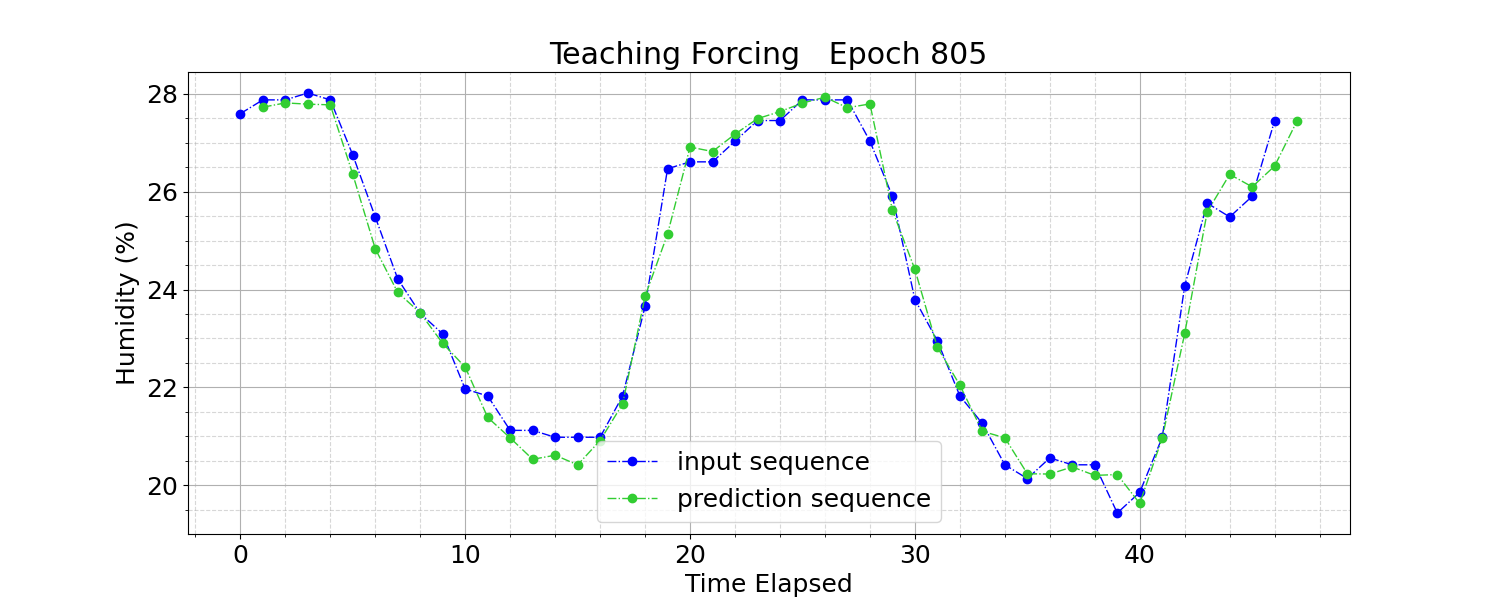 Teaching Forcing   Epoch 805
Humidity (%)
28
26
24
22
20
input sequence
prediction sequence
0 10 20 30 40
Time Elapsed